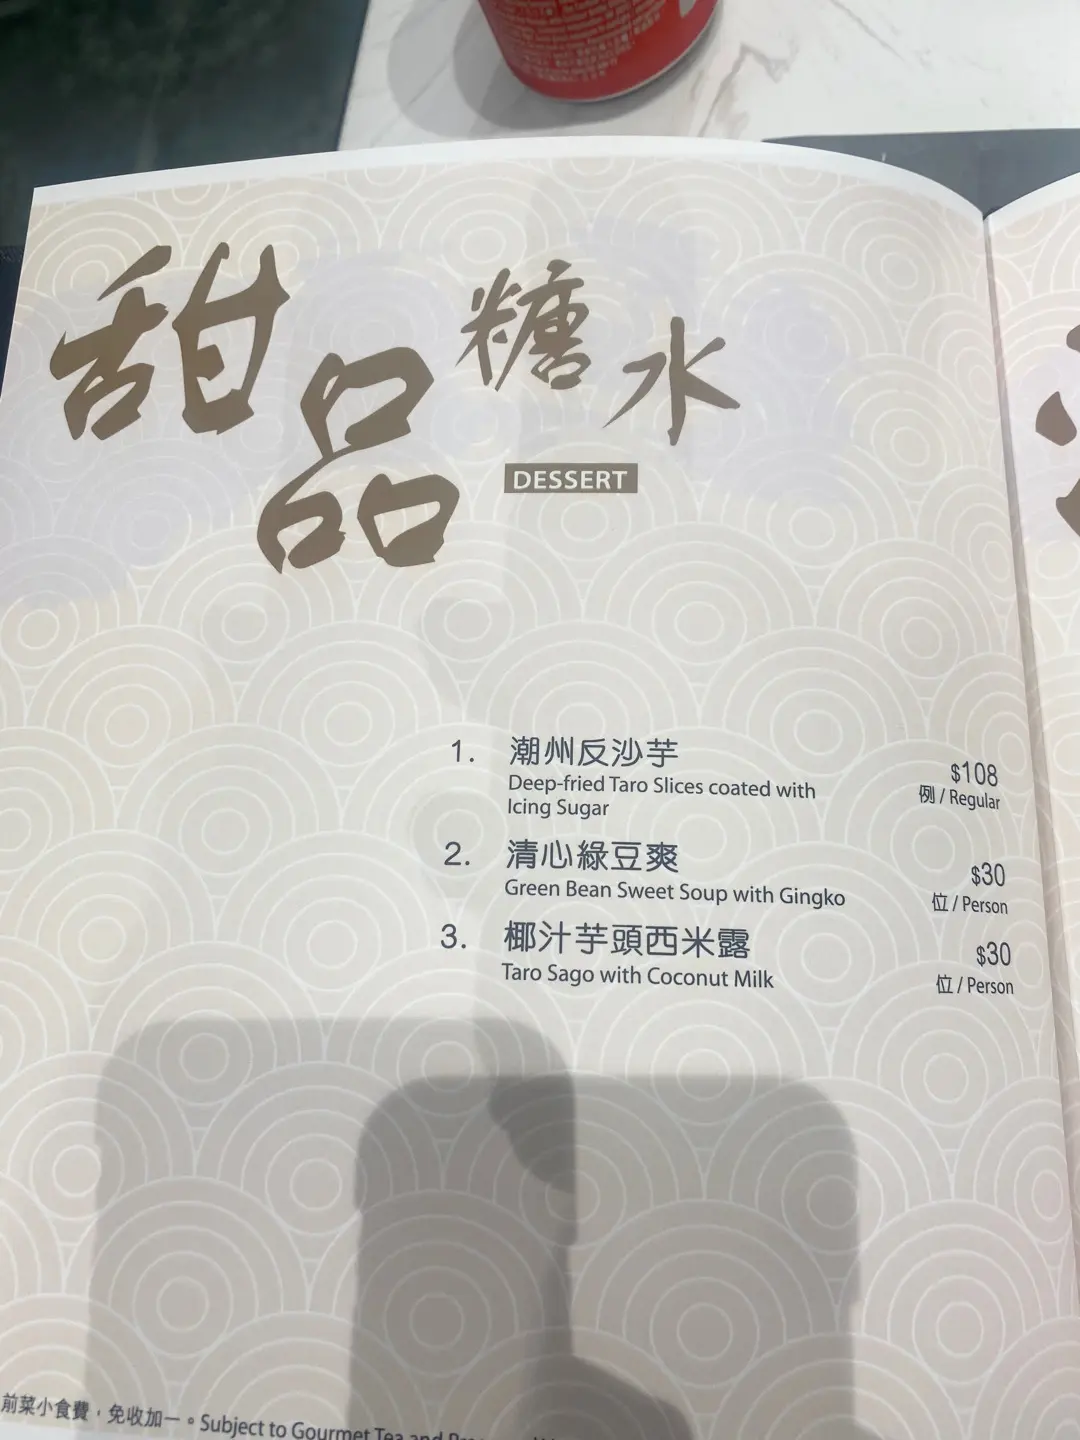 甜品糖水
DESSERT
1. 潮州反沙芋 $108
Deep-fried Taro Slices coated with 例 / Regular
Icing Sugar
2. 清心綠豆爽 $30
Green Bean Sweet Soup with Gingko 位 / Person
3. 椰汁芋頭西米露 $30
Taro Sago with Coconut Milk 位 / Person
前菜小食費，免收加一。Subject to Gourmet Tea and